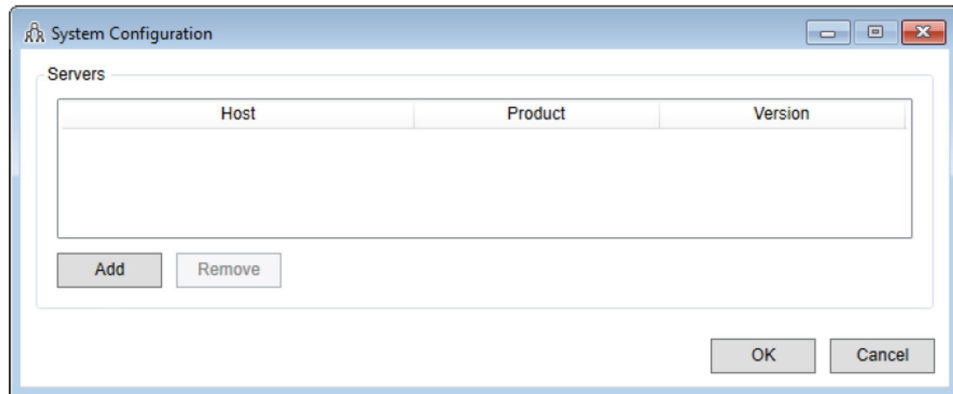 System Configuration
Servers
Host Product Version
Add Remove
OK Cancel